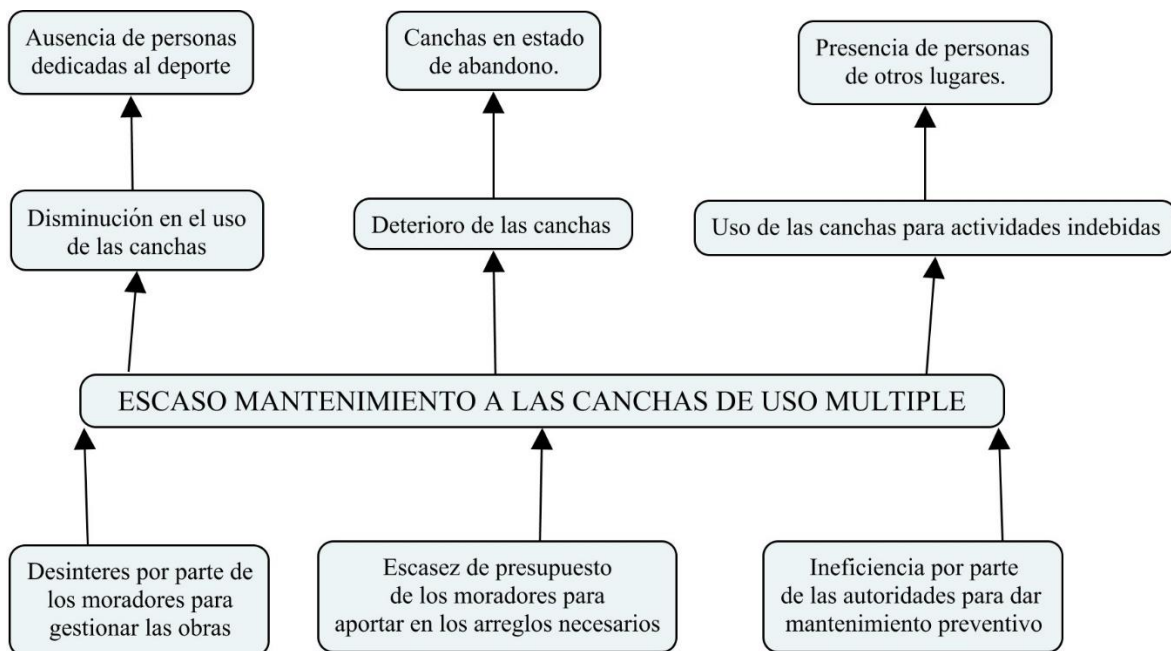 Ausencia de personas
dedicadas al deporte
Canchas en estado
de abandono.
Presencia de personas
de otros lugares.
Disminución en el uso
de las canchas
Deterioro de las canchas
Uso de las canchas para actividades indebidas
ESCASO MANTENIMIENTO A LAS CANCHAS DE USO MULTIPLE
Desinteres por parte de
los moradores para
gestionar las obras
Escasez de presupuesto
de los moradores para
aportar en los arreglos necesarios
Ineficiencia por parte
de las autoridades para dar
mantenimiento preventivo